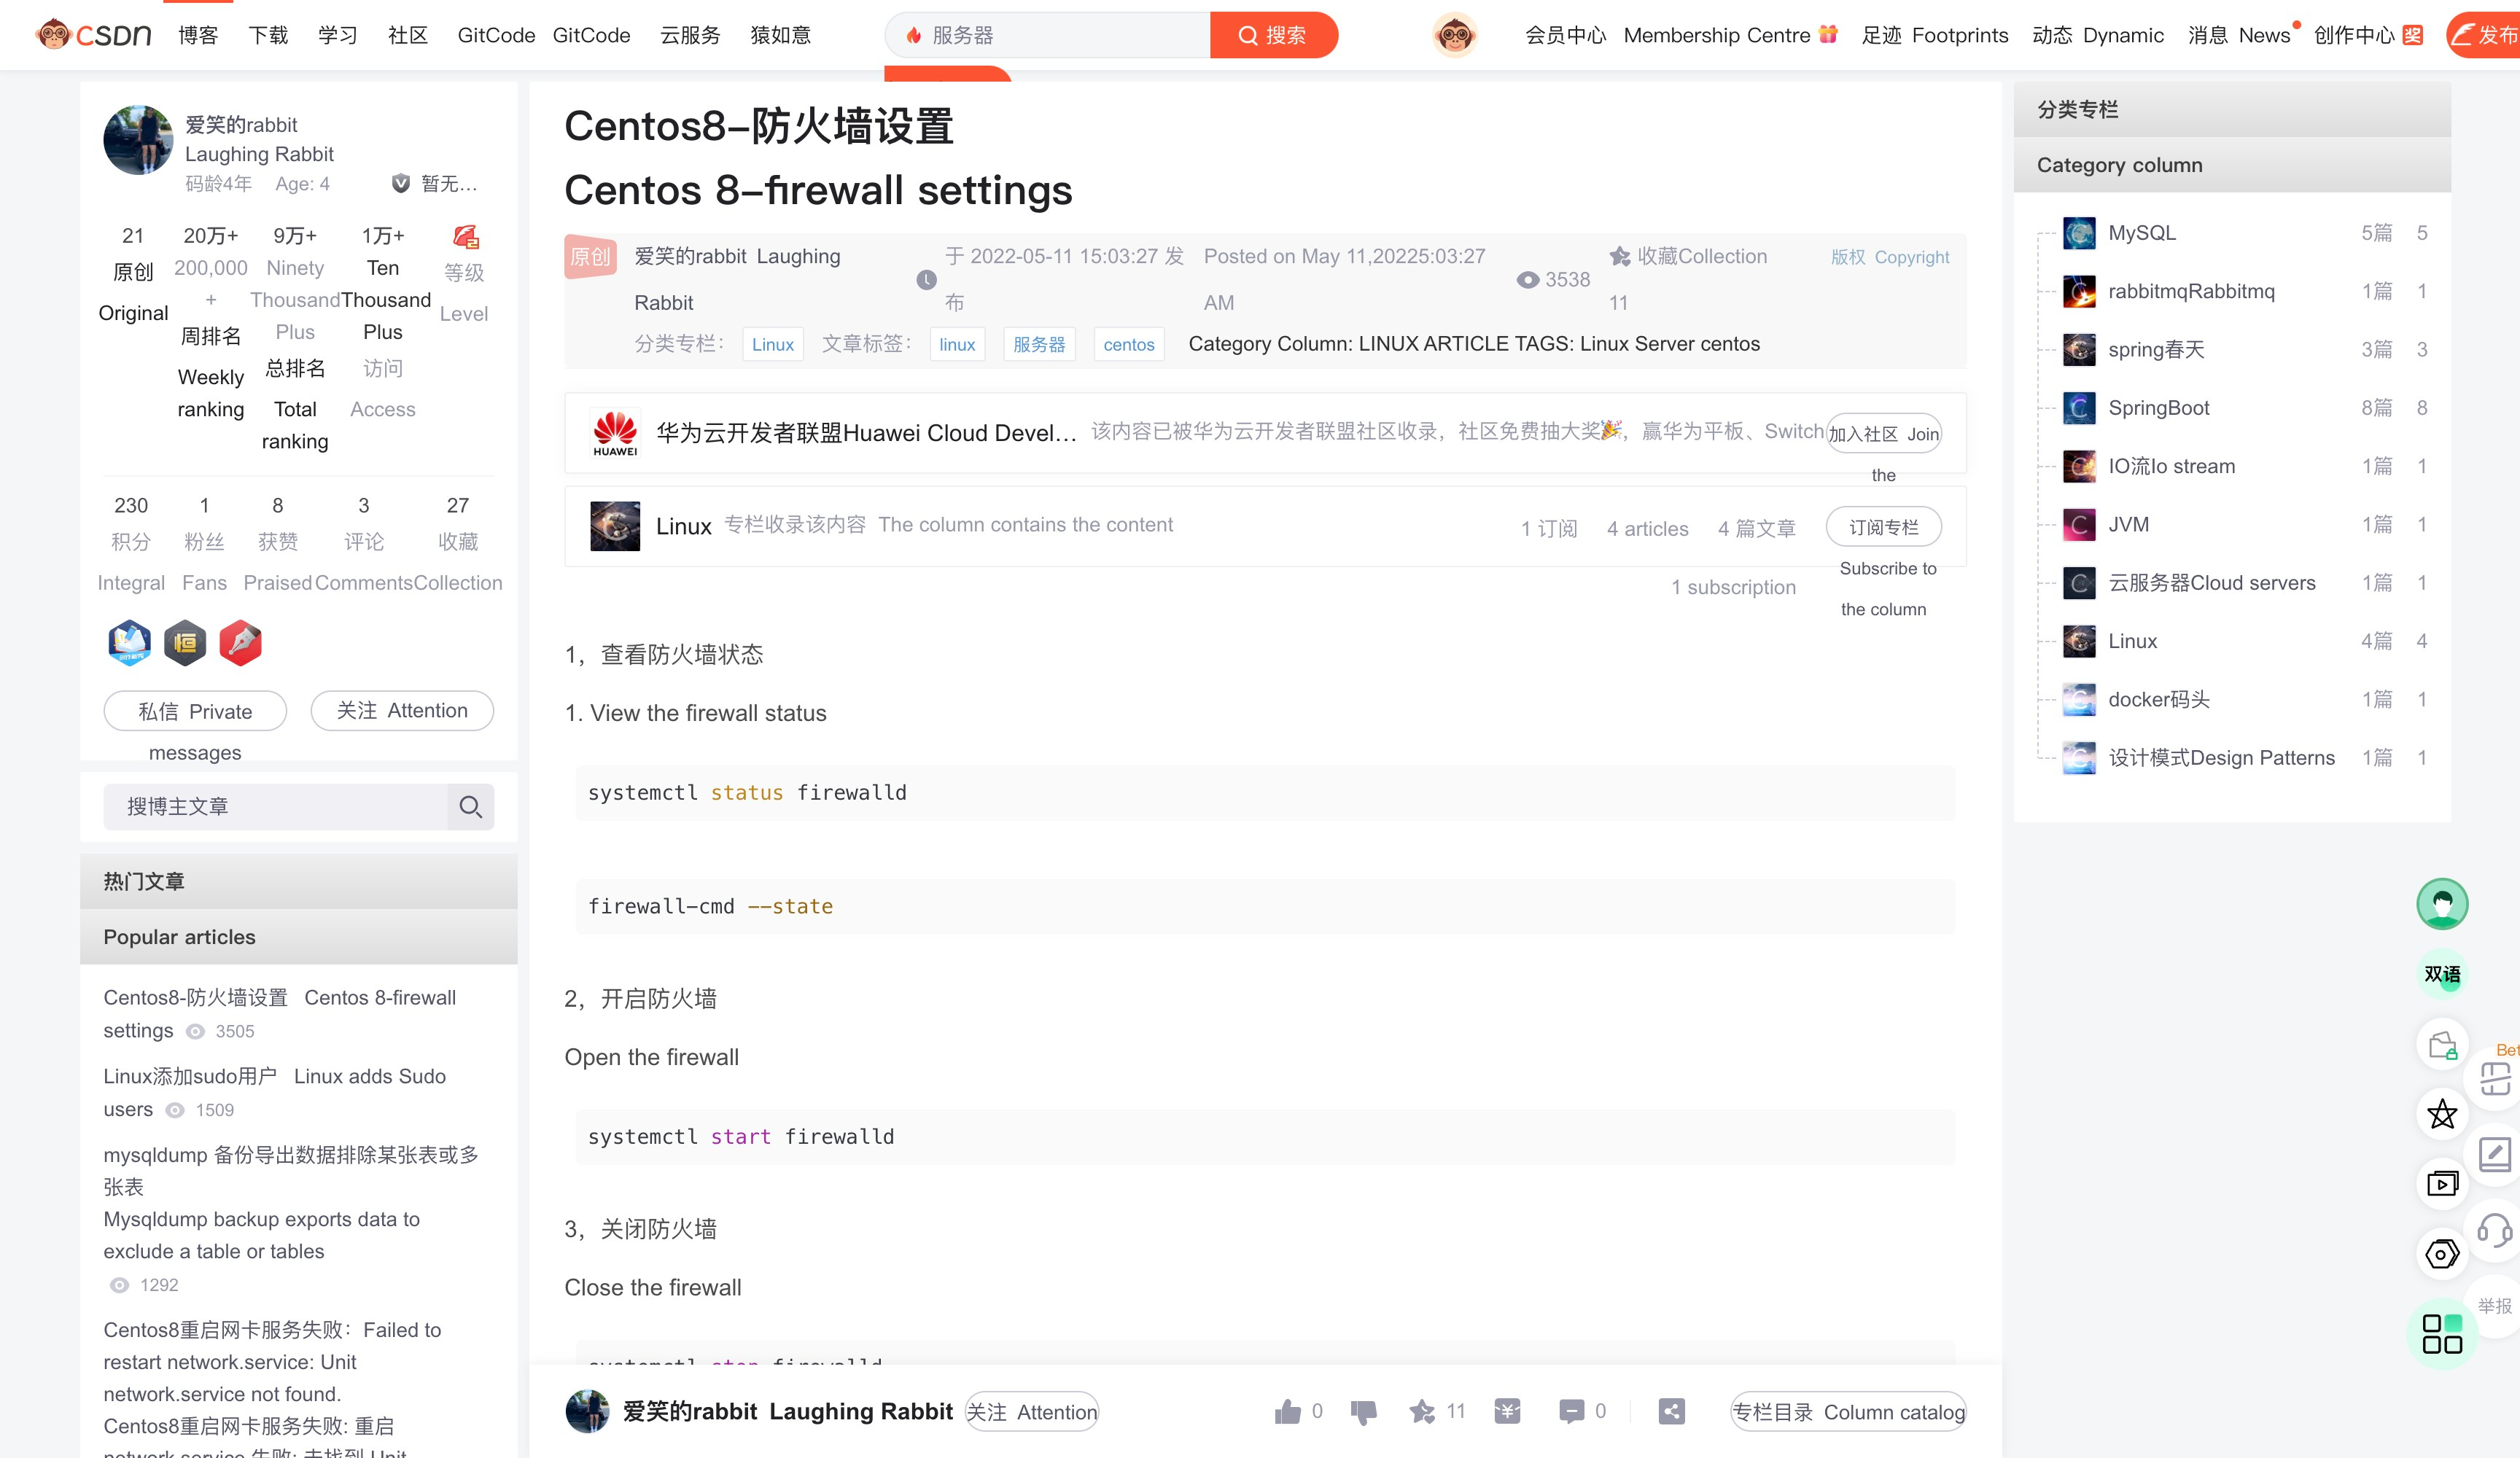 CSDN 博客 下载 学习 社区 GitCode GitCode 云服务 猿如意 服务器 搜索 会员中心 Membership Centre 足迹 Footprints 动态 Dynamic 消息 News 创作中心 奖 发布
爱笑的rabbit
Laughing Rabbit
码龄4年 Age: 4 暂无…
21 原创 Original
20万+ 200,000 + 周排名 Weekly ranking
9万+ Ninety Thousand Plus 总排名 Total ranking
1万+ Ten Thousand Plus 访问 Access
等级 Level
230 积分 Integral
1 粉丝 Fans
8 获赞 Praised
3 评论 Comments
27 收藏 Collection
私信 Private messages
关注 Attention
搜博主文章
热门文章
Popular articles
Centos8-防火墙设置 Centos 8-firewall
settings 3505
Linux添加sudo用户 Linux adds Sudo
users 1509
mysqldump 备份导出数据排除某张表或多
张表
Mysqldump backup exports data to
exclude a table or tables
1292
Centos8重启网卡服务失败：Failed to
restart network.service: Unit
network.service not found.
Centos8重启网卡服务失败: 重启
network.service 失败: 未找到 Unit
Centos8-防火墙设置
Centos 8-firewall settings
原创 爱笑的rabbit Laughing Rabbit
于 2022-05-11 15:03:27 发布
Posted on May 11,20225:03:27 AM
3538
收藏Collection 11
版权 Copyright
分类专栏： Linux 文章标签： linux 服务器 centos Category Column: LINUX ARTICLE TAGS: Linux Server centos
HUAWEI 华为云开发者联盟Huawei Cloud Devel… 该内容已被华为云开发者联盟社区收录，社区免费抽大奖🎉，赢华为平板、Switch 加入社区 Join
the
Linux 专栏收录该内容 The column contains the content 1 订阅 4 articles 4 篇文章 订阅专栏
1 subscription Subscribe to
the column
1，查看防火墙状态
1. View the firewall status
systemctl status firewalld
firewall-cmd --state
2，开启防火墙
Open the firewall
systemctl start firewalld
3，关闭防火墙
Close the firewall
systemctl stop firewalld
爱笑的rabbit Laughing Rabbit 关注 Attention 0 11 0 专栏目录 Column catalog
分类专栏
Category column
MySQL 5篇 5
rabbitmqRabbitmq 1篇 1
spring春天 3篇 3
SpringBoot 8篇 8
IO流Io stream 1篇 1
JVM 1篇 1
云服务器Cloud servers 1篇 1
Linux 4篇 4
docker码头 1篇 1
设计模式Design Patterns 1篇 1
双语
Bet
举报